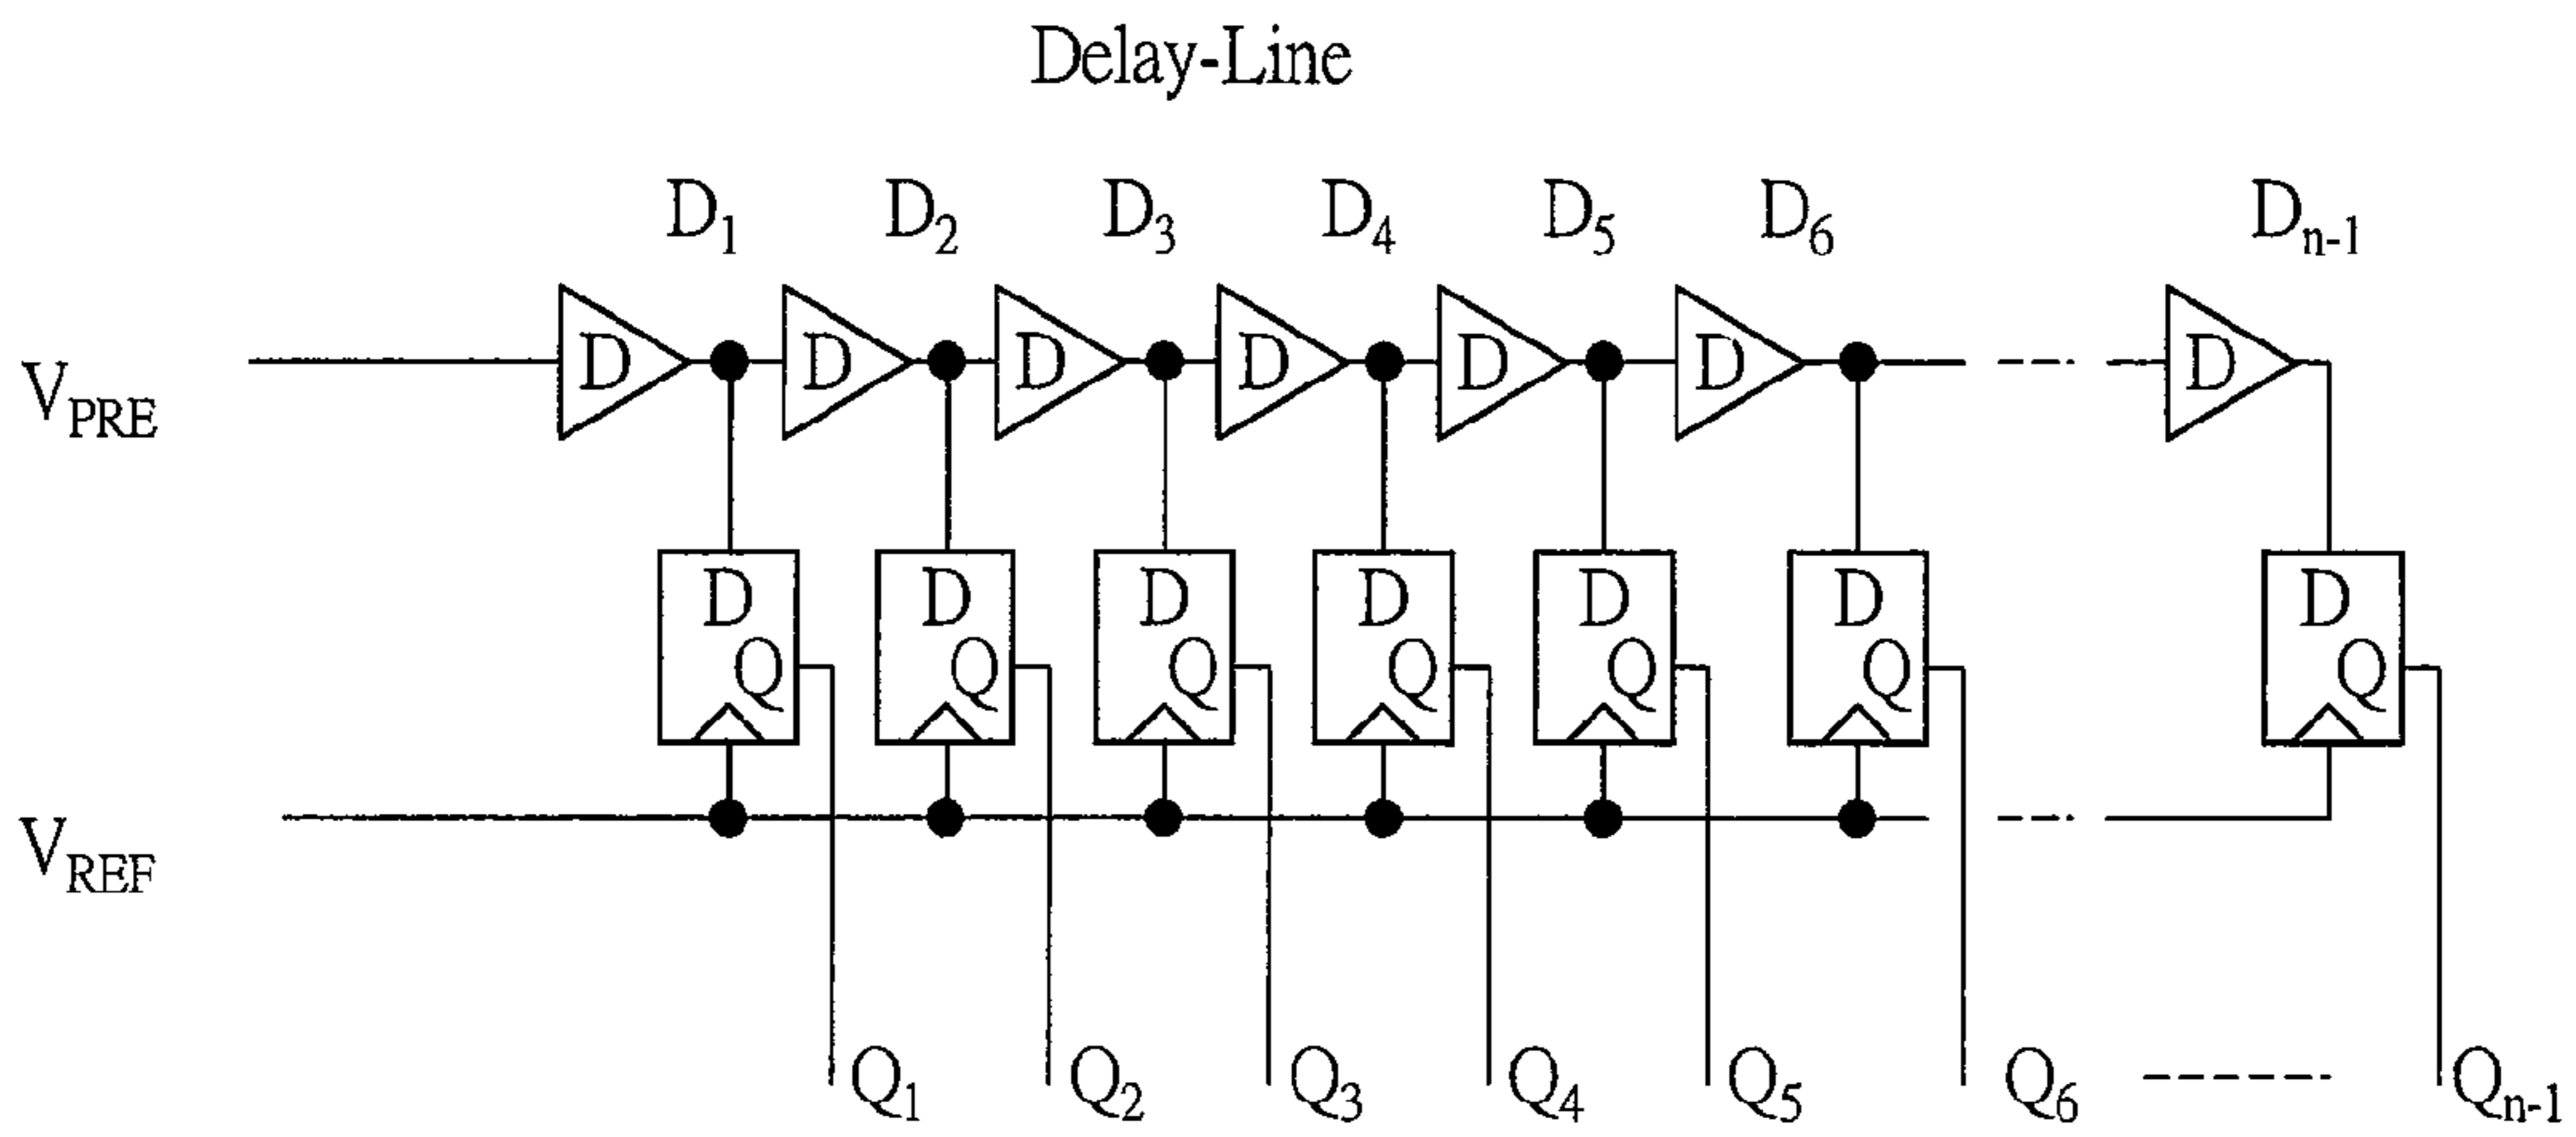 Delay-Line
D1 D2 D3 D4 D5 D6 Dn-1
D D D D D D D
VPRE
D D D D D D D
Q Q Q Q Q Q Q
VREF
Q1 Q2 Q3 Q4 Q5 Q6 Qn-1